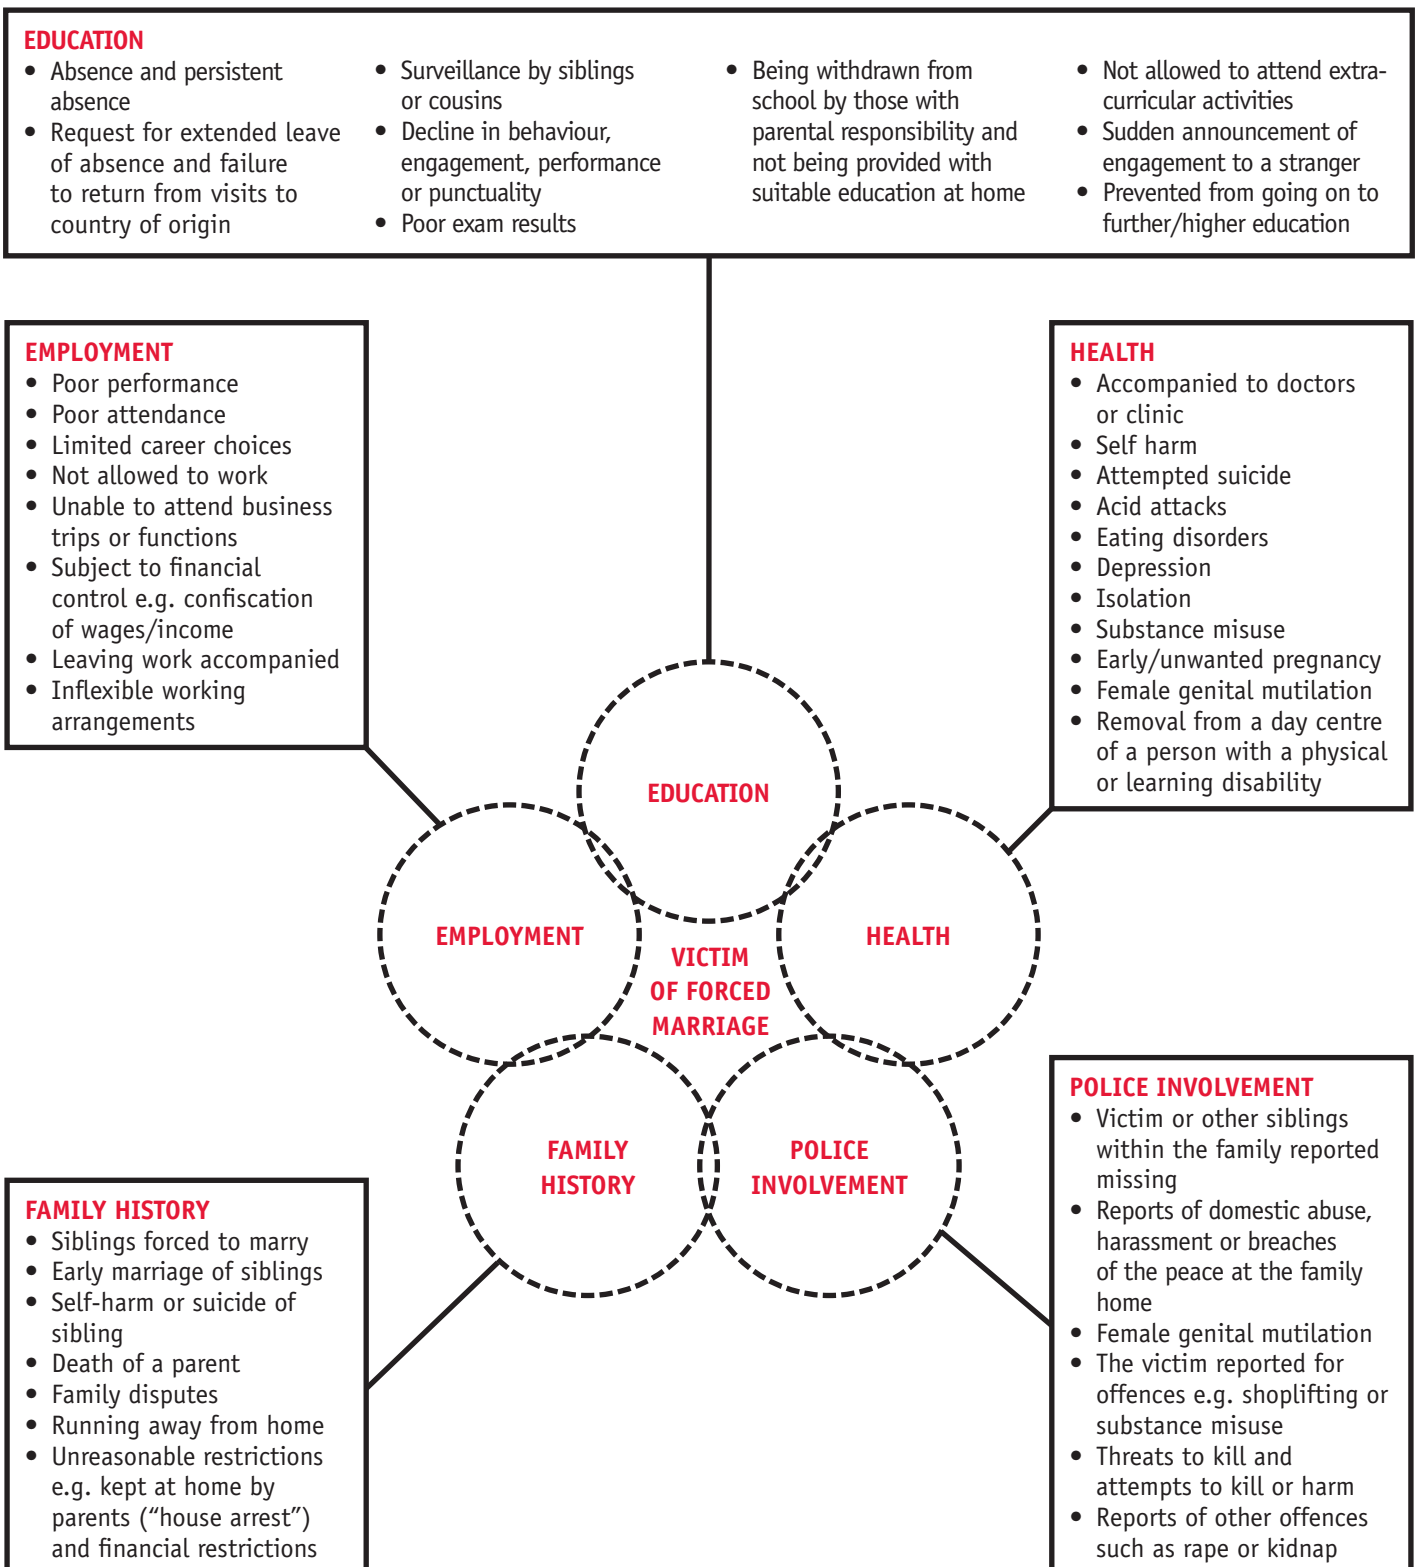 EDUCATION
• Absence and persistent
absence
• Request for extended leave
of absence and failure
to return from visits to
country of origin
• Surveillance by siblings
or cousins
• Decline in behaviour,
engagement, performance
or punctuality
• Poor exam results
• Being withdrawn from
school by those with
parental responsibility and
not being provided with
suitable education at home
• Not allowed to attend extra-
curricular activities
• Sudden announcement of
engagement to a stranger
• Prevented from going on to
further/higher education
EMPLOYMENT
• Poor performance
• Poor attendance
• Limited career choices
• Not allowed to work
• Unable to attend business
trips or functions
• Subject to financial
control e.g. confiscation
of wages/income
• Leaving work accompanied
• Inflexible working
arrangements
HEALTH
• Accompanied to doctors
or clinic
• Self harm
• Attempted suicide
• Acid attacks
• Eating disorders
• Depression
• Isolation
• Substance misuse
• Early/unwanted pregnancy
• Female genital mutilation
• Removal from a day centre
of a person with a physical
or learning disability
EDUCATION
EMPLOYMENT
HEALTH
VICTIM
OF FORCED
MARRIAGE
FAMILY
HISTORY
POLICE
INVOLVEMENT
FAMILY HISTORY
• Siblings forced to marry
• Early marriage of siblings
• Self-harm or suicide of
sibling
• Death of a parent
• Family disputes
• Running away from home
• Unreasonable restrictions
e.g. kept at home by
parents (“house arrest”)
and financial restrictions
POLICE INVOLVEMENT
• Victim or other siblings
within the family reported
missing
• Reports of domestic abuse,
harassment or breaches
of the peace at the family
home
• Female genital mutilation
• The victim reported for
offences e.g. shoplifting or
substance misuse
• Threats to kill and
attempts to kill or harm
• Reports of other offences
such as rape or kidnap